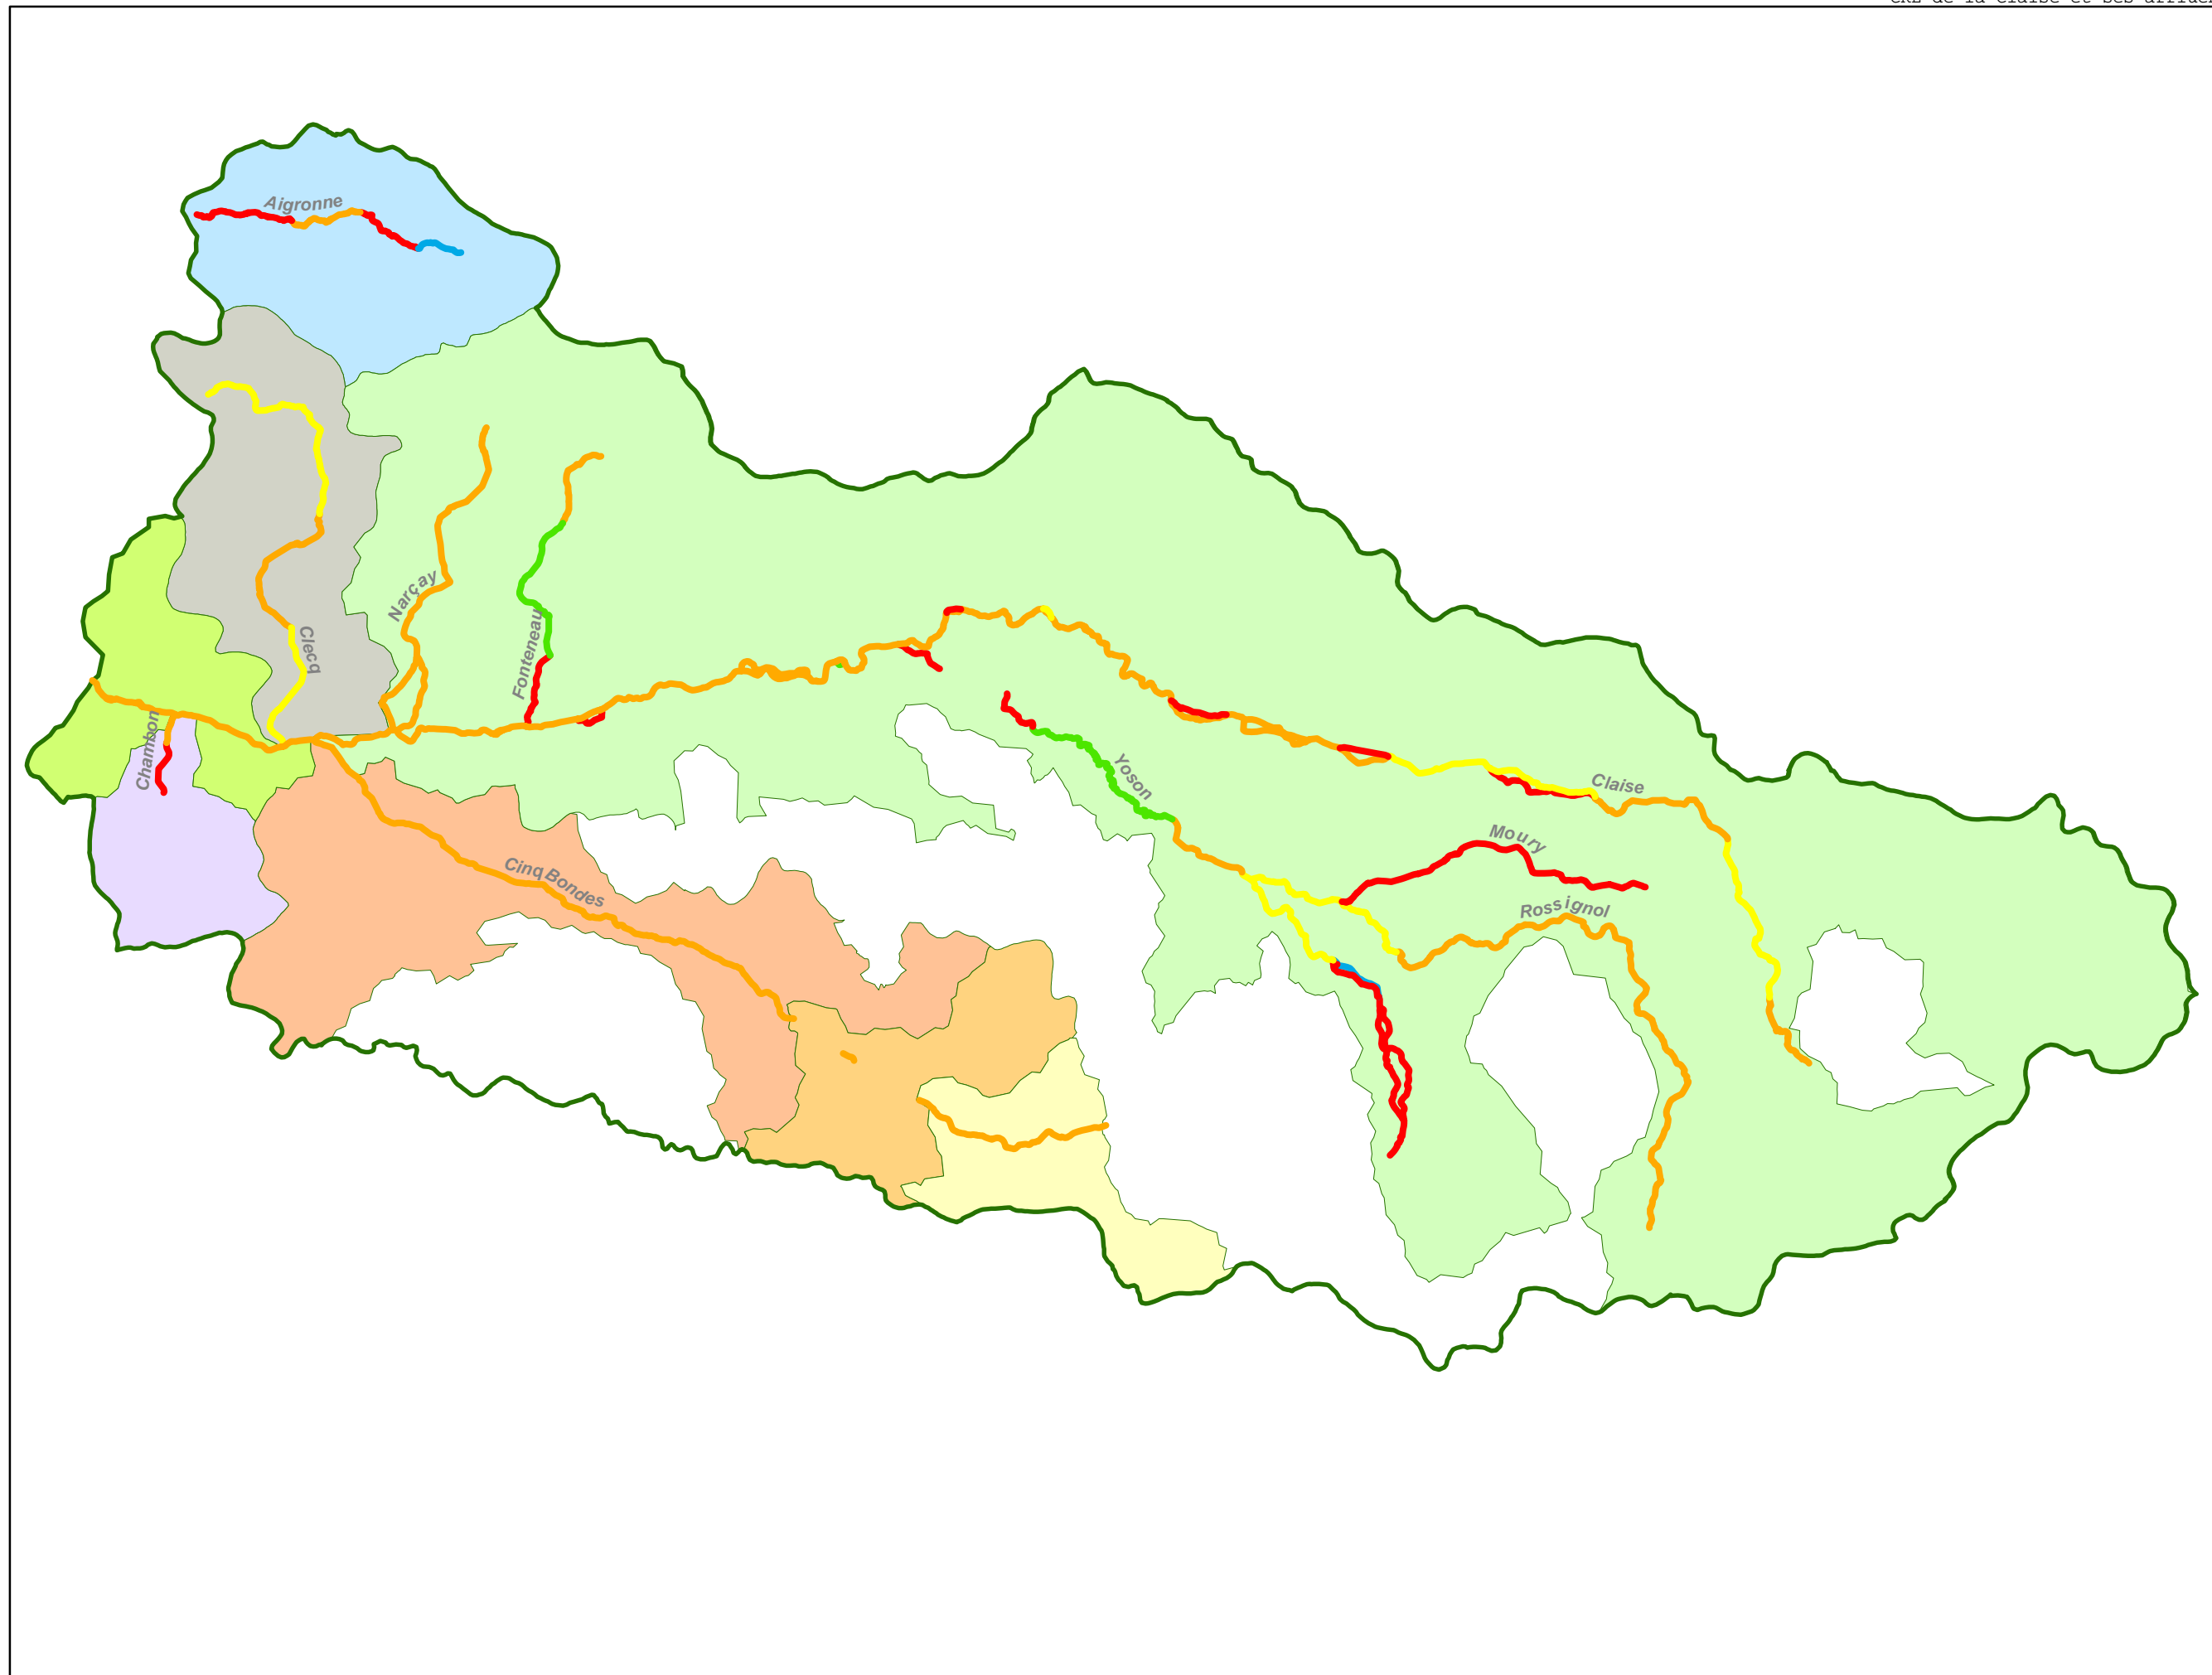 Aigronne
Narçay
Clecq
Fonteneau
Chambon
Yoson
Claise
Moury
Cinq Bondes
Rossignol